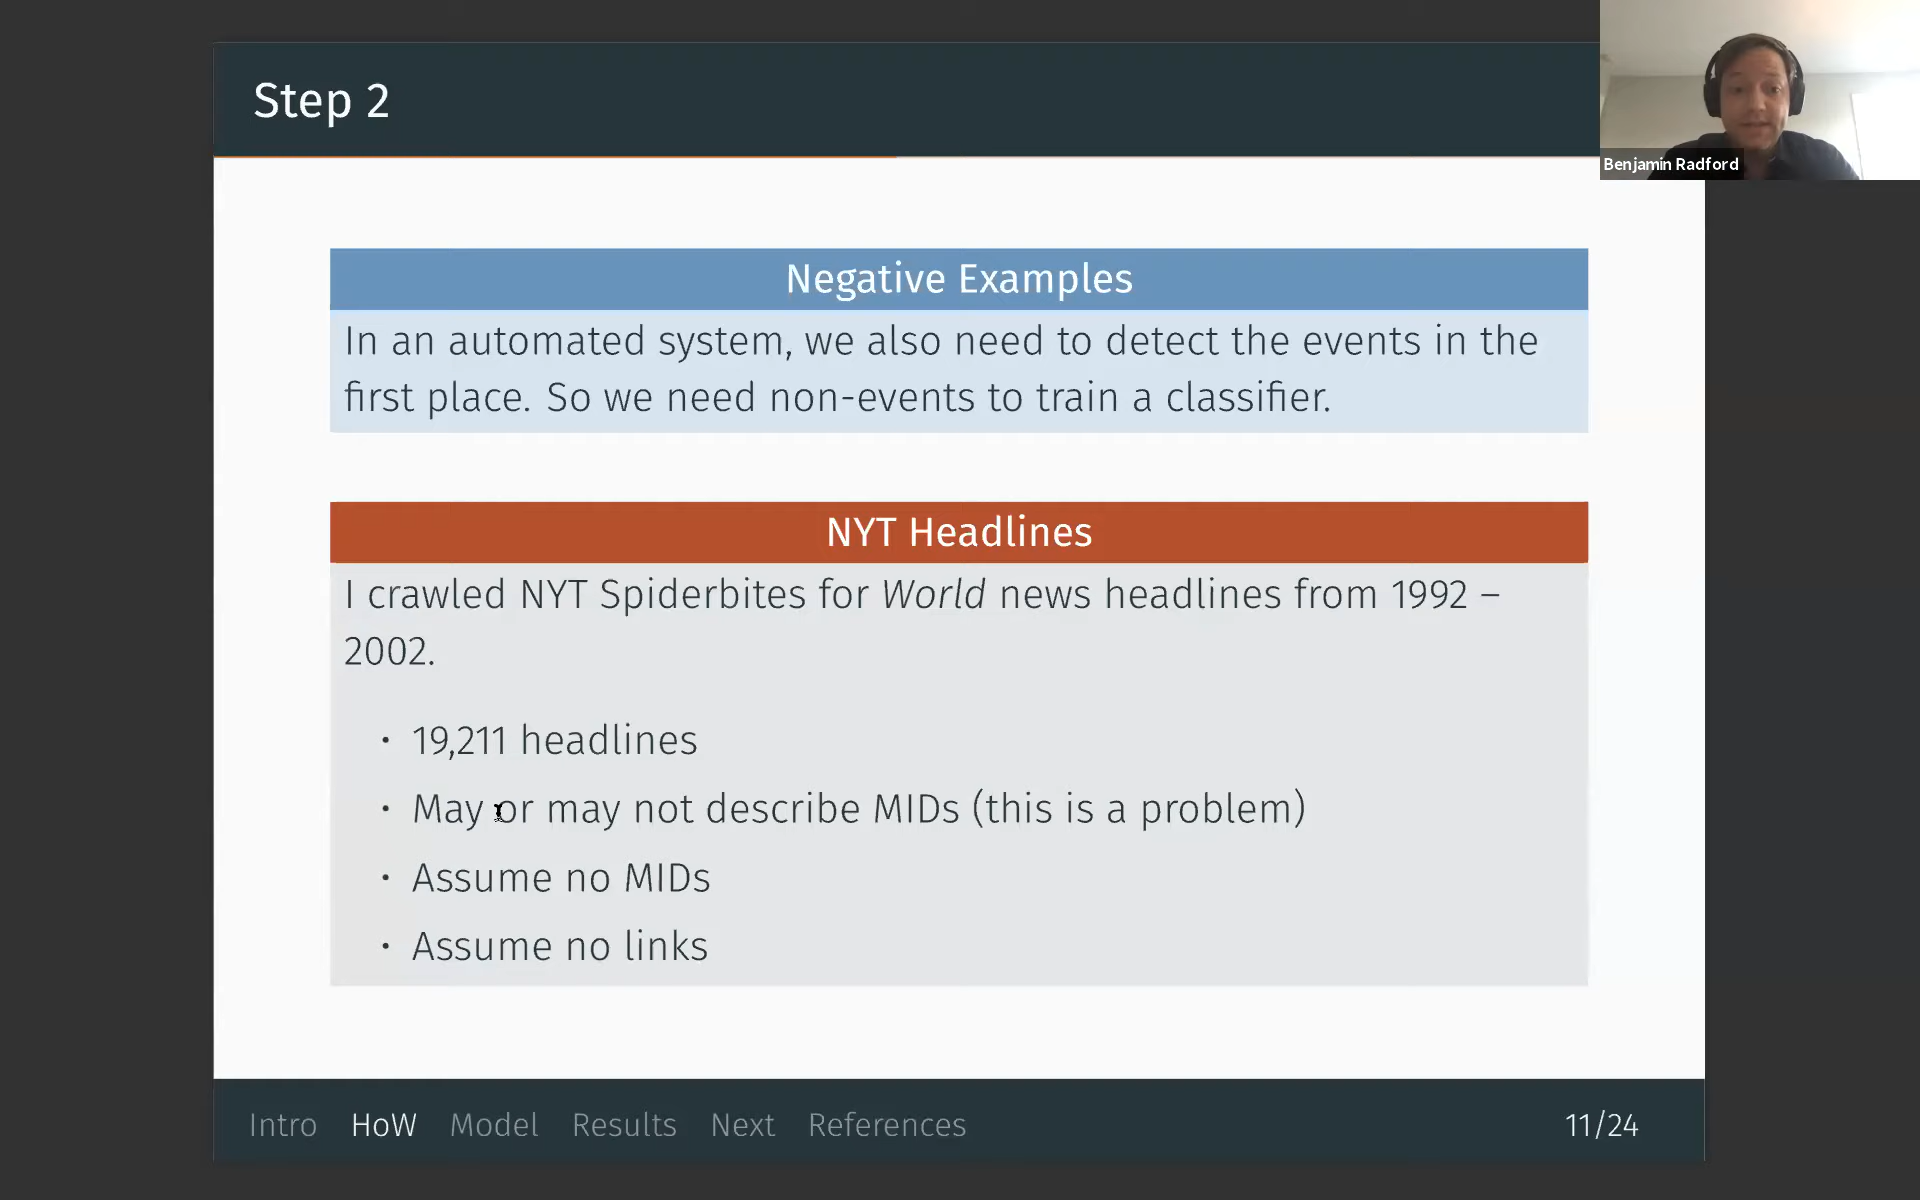 Step 2
Benjamin Radford
Negative Examples
In an automated system, we also need to detect the events in the
first place. So we need non-events to train a classifier.
NYT Headlines
I crawled NYT Spiderbites for World news headlines from 1992 –
2002.
• 19,211 headlines
• May or may not describe MIDs (this is a problem)
• Assume no MIDs
• Assume no links
Intro HoW Model Results Next References 11/24